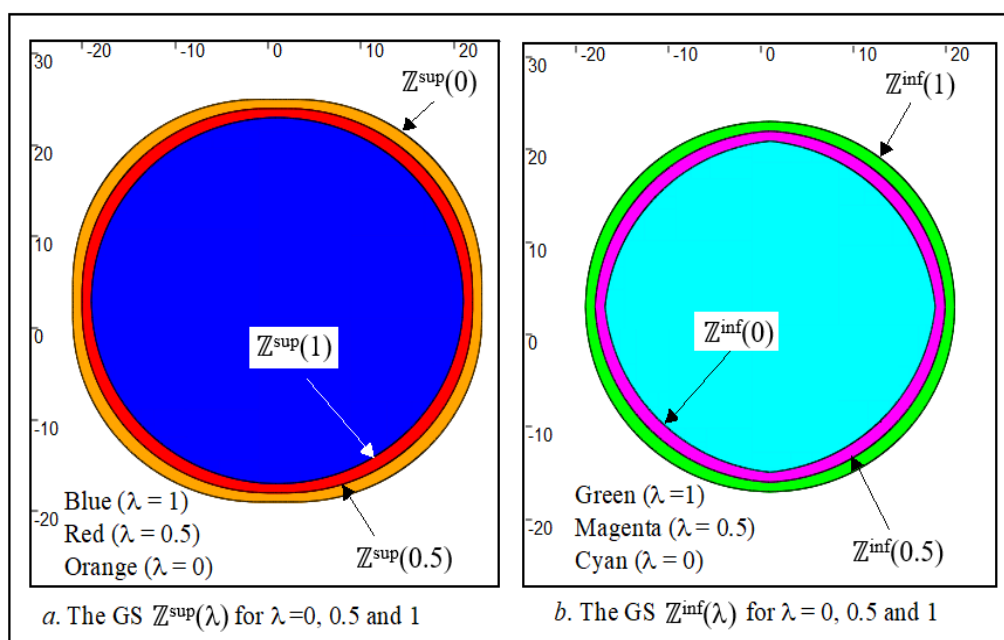 -20 -10 0 10 20
30
20
10
0
-10
-20
ℤsup(0)
ℤsup(1)
ℤsup(0.5)
Blue (λ = 1)
Red (λ = 0.5)
Orange (λ = 0)
a. The GS ℤsup(λ) for λ =0, 0.5 and 1
-20 -10 0 10 20
30
20
10
0
-10
-20
ℤinf(1)
ℤinf(0)
ℤinf(0.5)
Green (λ =1)
Magenta (λ = 0.5)
Cyan (λ = 0)
b. The GS ℤinf(λ) for λ = 0, 0.5 and 1